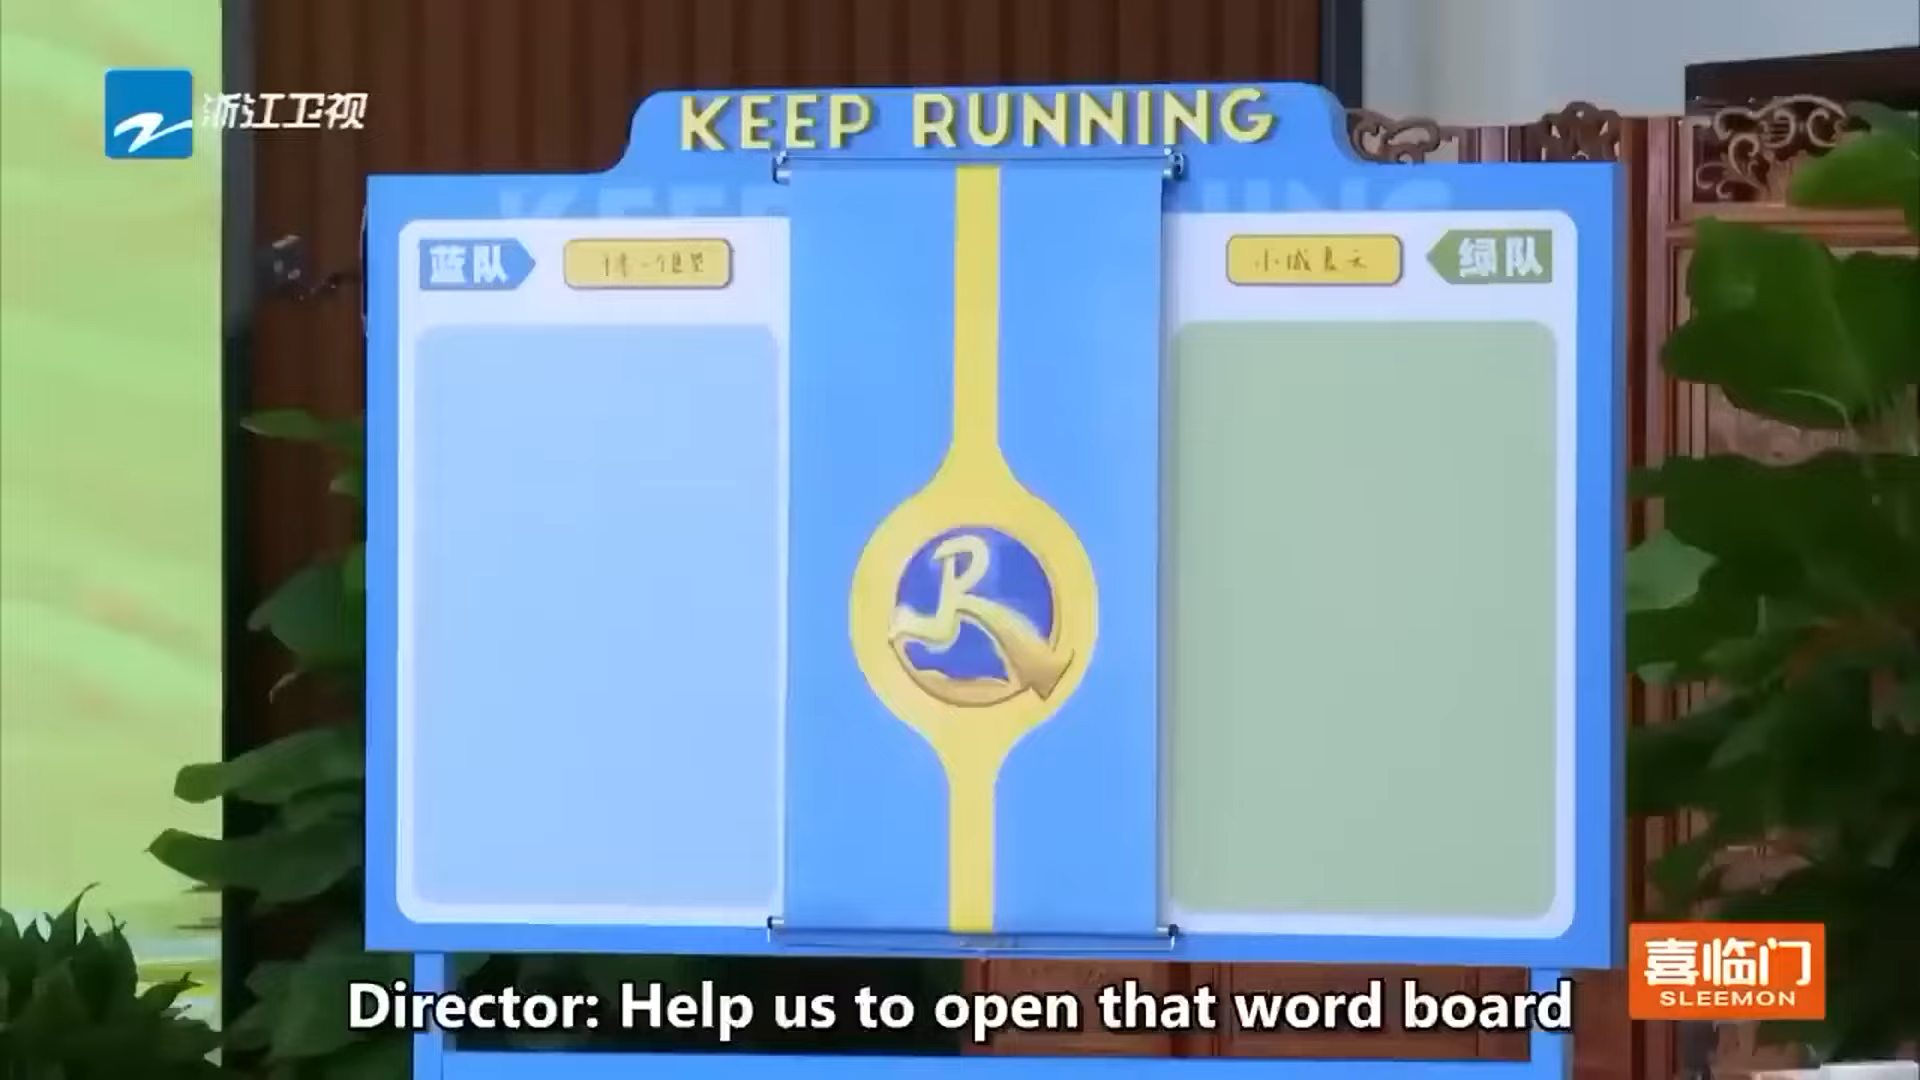 浙江卫视
KEEP RUNNING
蓝队
绿队
Director: Help us to open that word board
喜临门
SLEEMON